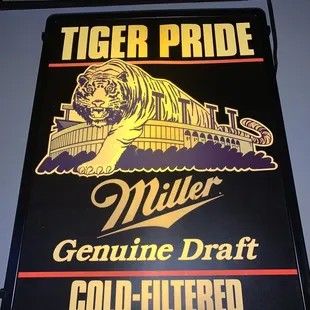 TIGER PRIDE
Miller
Genuine Draft
COLD-FILTERED